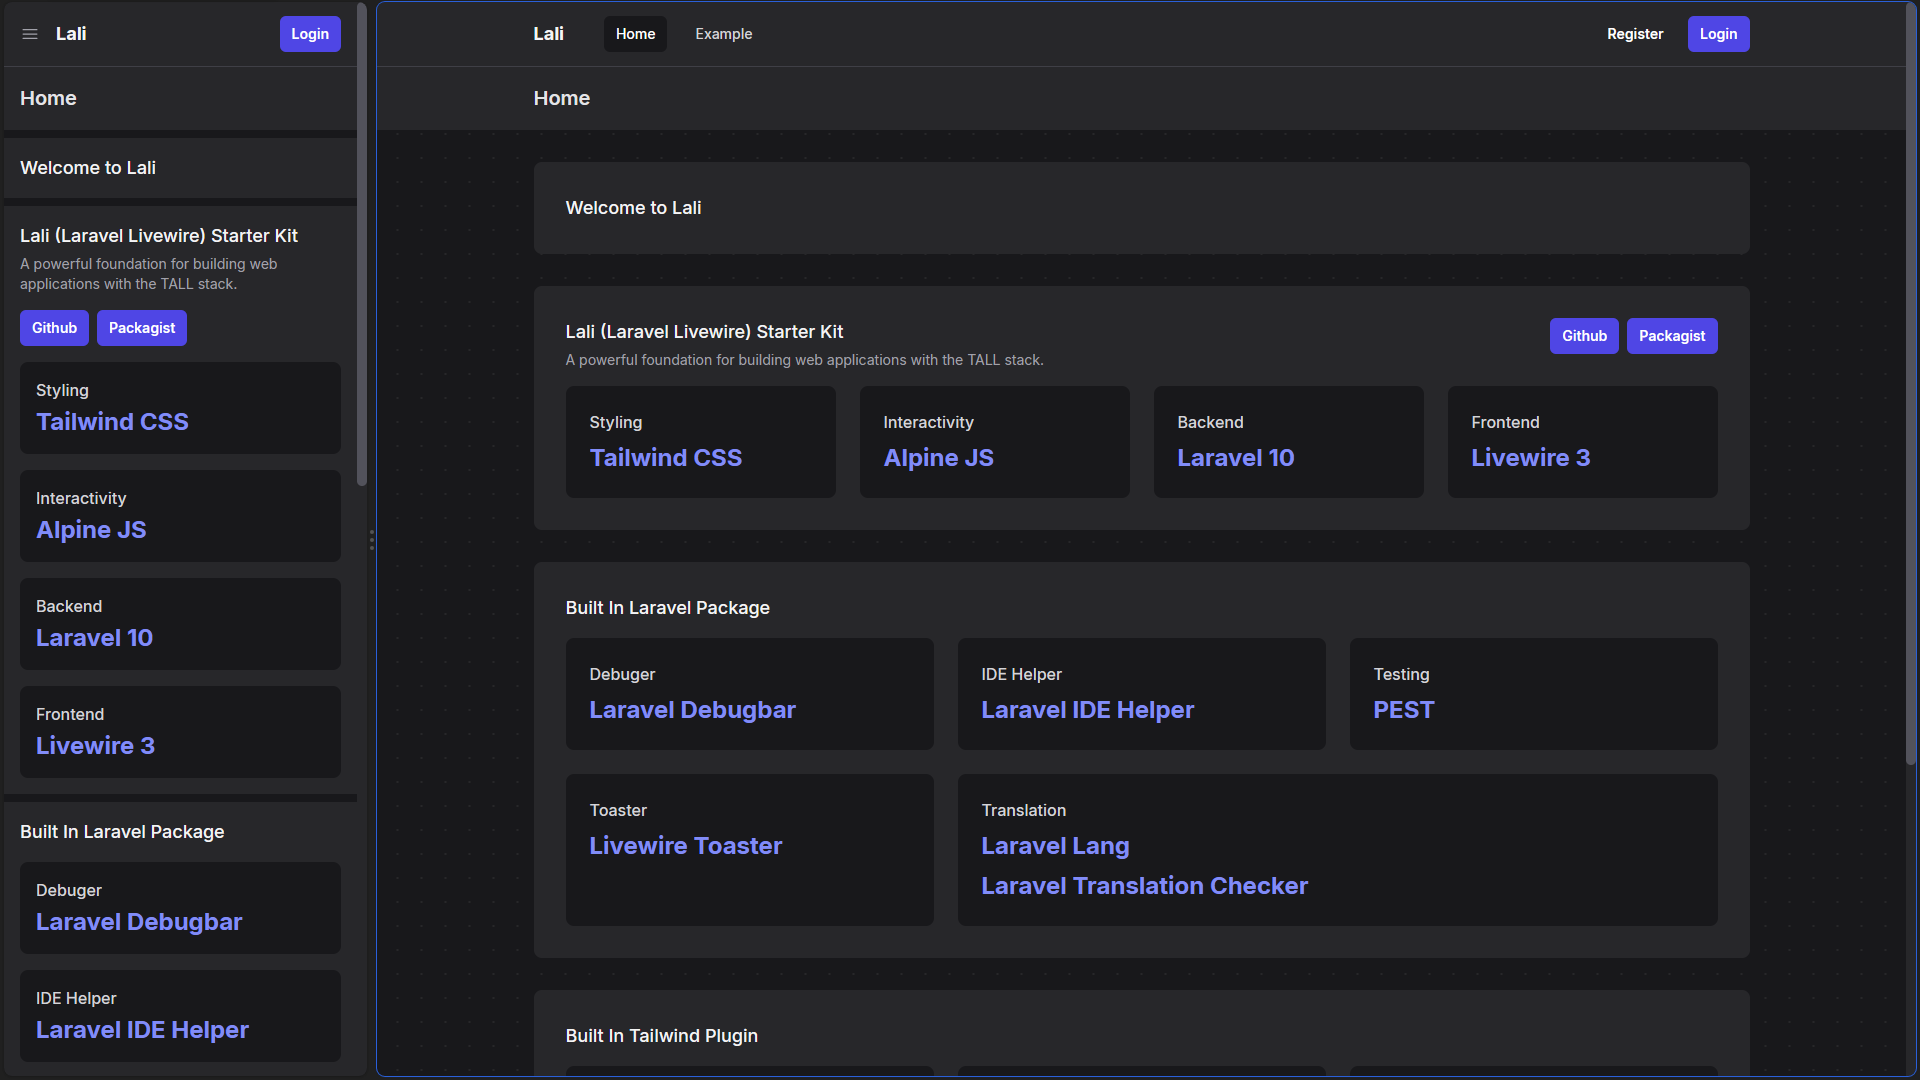 Lali
Login
Home
Welcome to Lali
Lali (Laravel Livewire) Starter Kit
A powerful foundation for building web
applications with the TALL stack.
Github Packagist
Styling
Tailwind CSS
Interactivity
Alpine JS
Backend
Laravel 10
Frontend
Livewire 3
Built In Laravel Package
Debuger
Laravel Debugbar
IDE Helper
Laravel IDE Helper
Lali Home Example Register Login
Home
Welcome to Lali
Lali (Laravel Livewire) Starter Kit
A powerful foundation for building web applications with the TALL stack.
Github Packagist
Styling
Tailwind CSS
Interactivity
Alpine JS
Backend
Laravel 10
Frontend
Livewire 3
Built In Laravel Package
Debuger
Laravel Debugbar
IDE Helper
Laravel IDE Helper
Testing
PEST
Toaster
Livewire Toaster
Translation
Laravel Lang
Laravel Translation Checker
Built In Tailwind Plugin